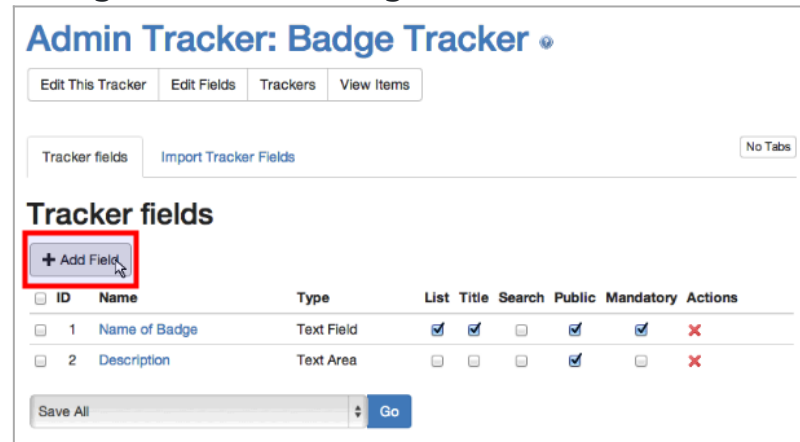 Admin Tracker: Badge Tracker
Edit This Tracker Edit Fields Trackers View Items
No Tabs
Tracker fields Import Tracker Fields
Tracker fields
+ Add Field
ID Name Type List Title Search Public Mandatory Actions
1 Name of Badge Text Field
2 Description Text Area
Save All Go